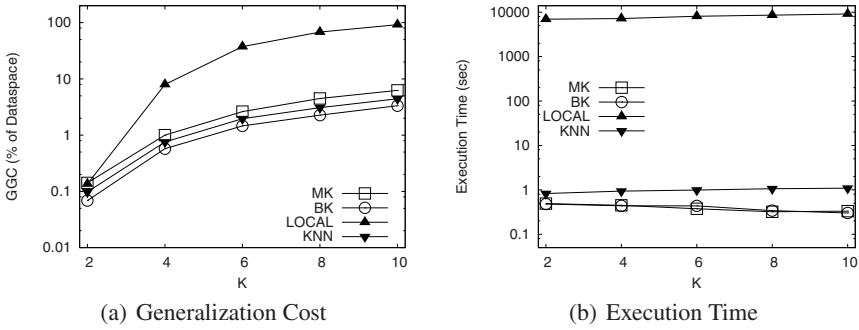 100
10
1
0.1
0.01
GGC (% of Dataspace)
2 4 6 8 10
K
MK
BK
LOCAL
KNN
(a) Generalization Cost
10000
1000
100
10
1
0.1
Execution Time (sec)
2 4 6 8 10
K
MK
BK
LOCAL
KNN
(b) Execution Time